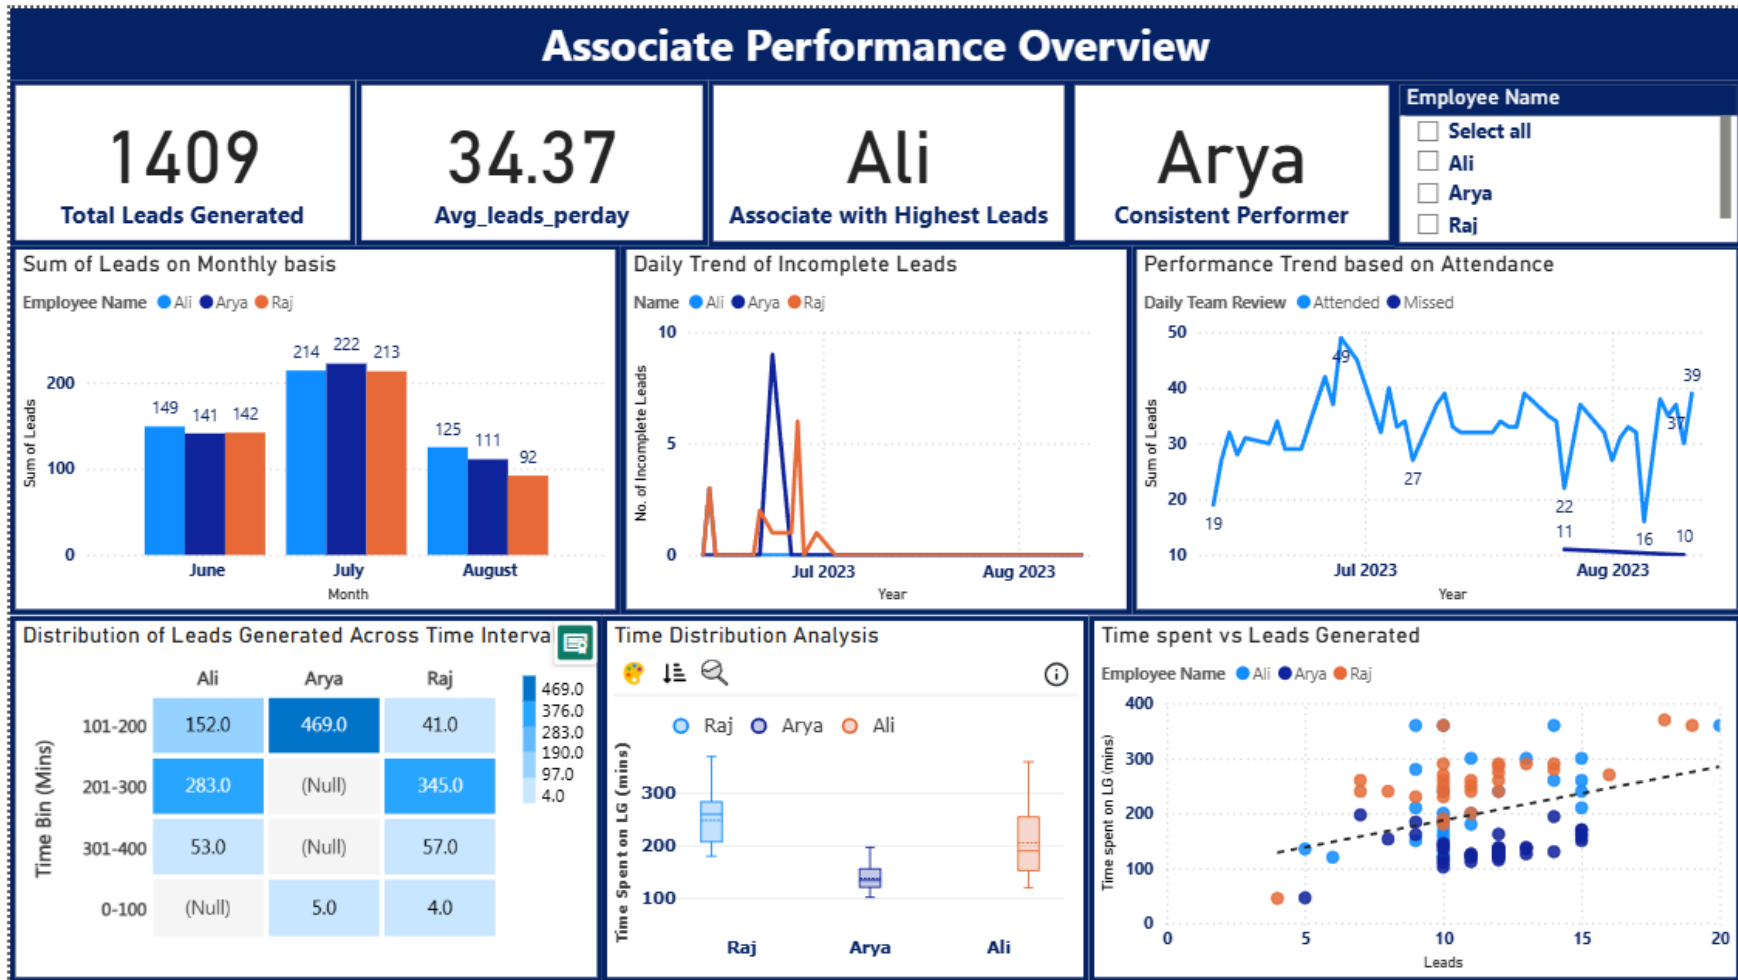 Associate Performance Overview
1409
Total Leads Generated
34.37
Avg_leads_perday
Ali
Associate with Highest Leads
Arya
Consistent Performer
Employee Name
Select all
Ali
Arya
Raj
Sum of Leads on Monthly basis
Employee Name Ali Arya Raj
Sum of Leads
200
100
0
149 141 142
214 222 213
125 111 92
June July August
Month
Daily Trend of Incomplete Leads
Name Ali Arya Raj
No. of Incomplete Leads
10
5
0
Jul 2023 Aug 2023
Year
Performance Trend based on Attendance
Daily Team Review Attended Missed
Sum of Leads
50
40
30
20
10
19
49
27
22
11
16
37
10
39
Jul 2023 Aug 2023
Year
Distribution of Leads Generated Across Time Interva
Ali Arya Raj
Time Bin (Mins)
101-200 152.0 469.0 41.0
201-300 283.0 (Null) 345.0
301-400 53.0 (Null) 57.0
0-100 (Null) 5.0 4.0
469.0
376.0
283.0
190.0
97.0
4.0
Time Distribution Analysis
Raj Arya Ali
Time Spent on LG (mins)
300
200
100
Raj Arya Ali
Time spent vs Leads Generated
Employee Name Ali Arya Raj
Time spent on LG (mins)
400
300
200
100
0
0 5 10 15 20
Leads